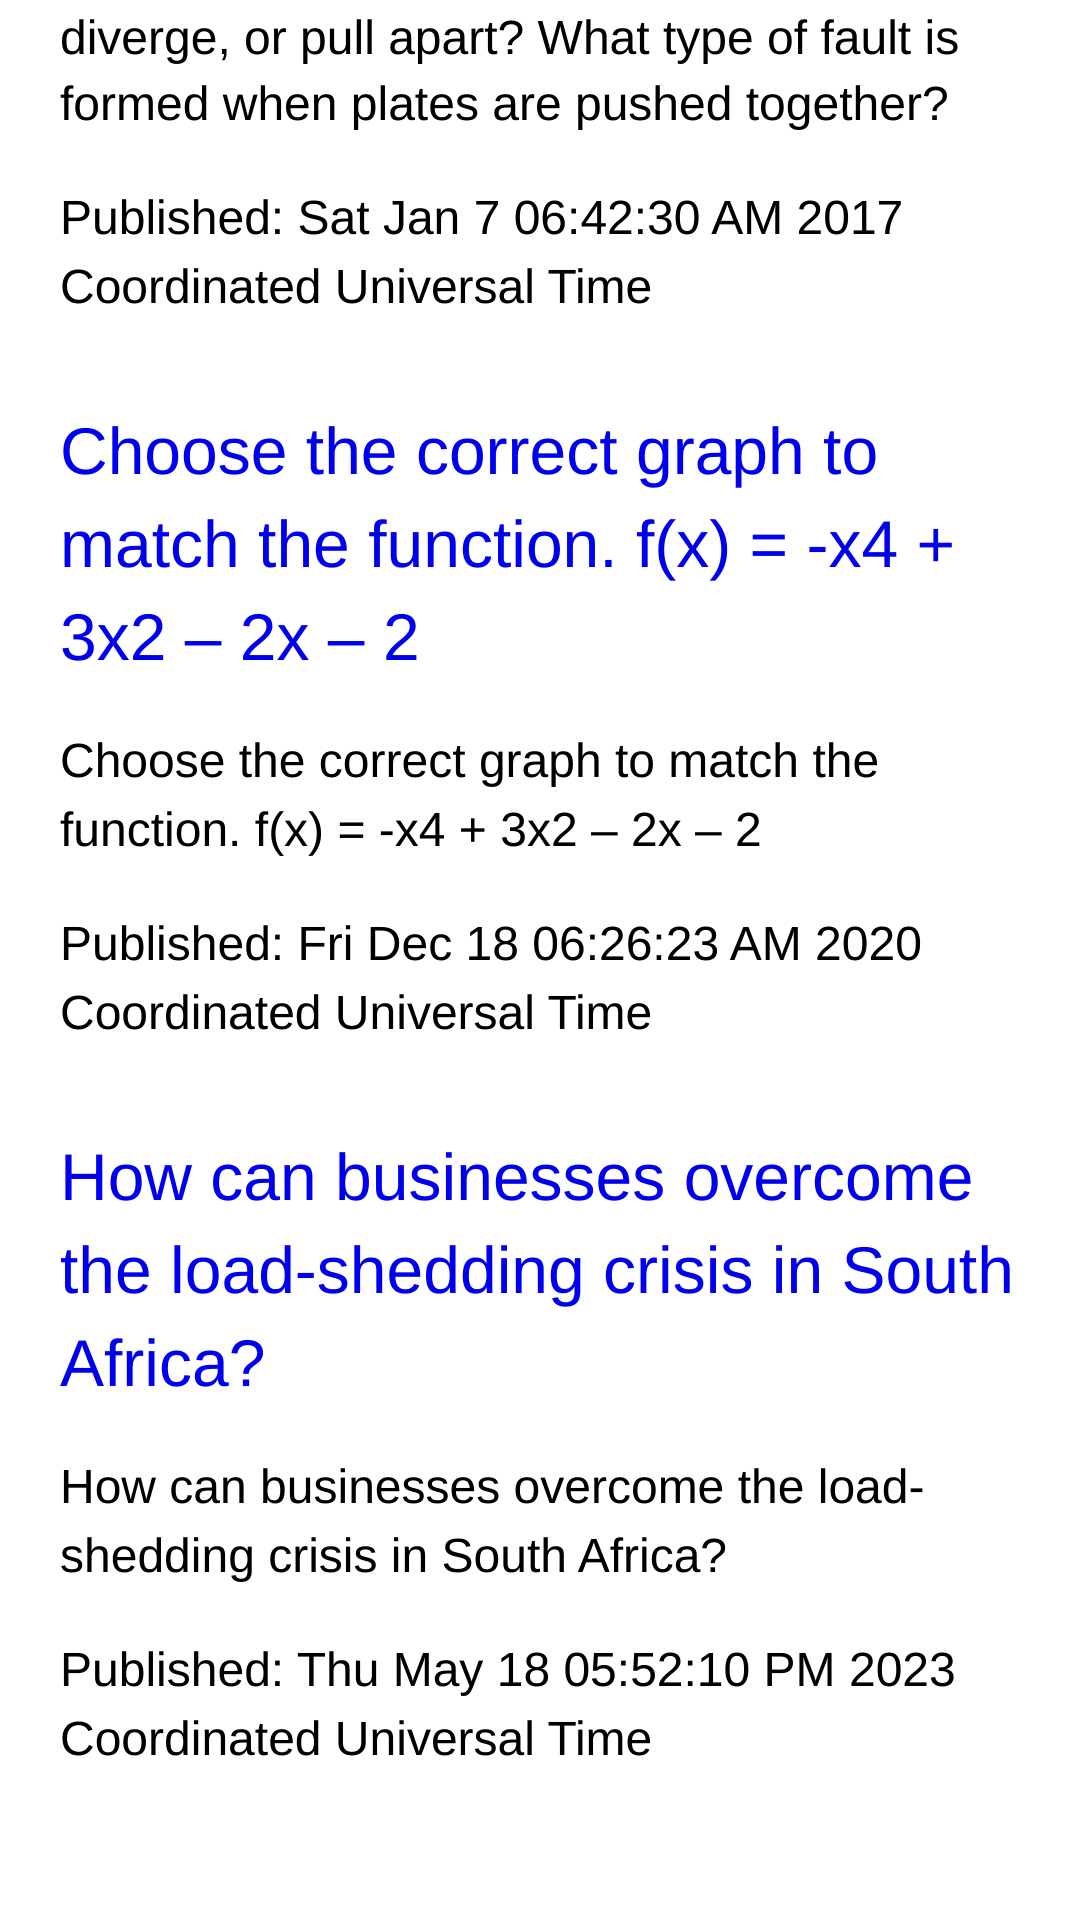 diverge, or pull apart? What type of fault is
formed when plates are pushed together?
Published: Sat Jan 7 06:42:30 AM 2017
Coordinated Universal Time
Choose the correct graph to
match the function. f(x) = -x4 +
3x2 – 2x – 2
Choose the correct graph to match the
function. f(x) = -x4 + 3x2 – 2x – 2
Published: Fri Dec 18 06:26:23 AM 2020
Coordinated Universal Time
How can businesses overcome
the load-shedding crisis in South
Africa?
How can businesses overcome the load-
shedding crisis in South Africa?
Published: Thu May 18 05:52:10 PM 2023
Coordinated Universal Time